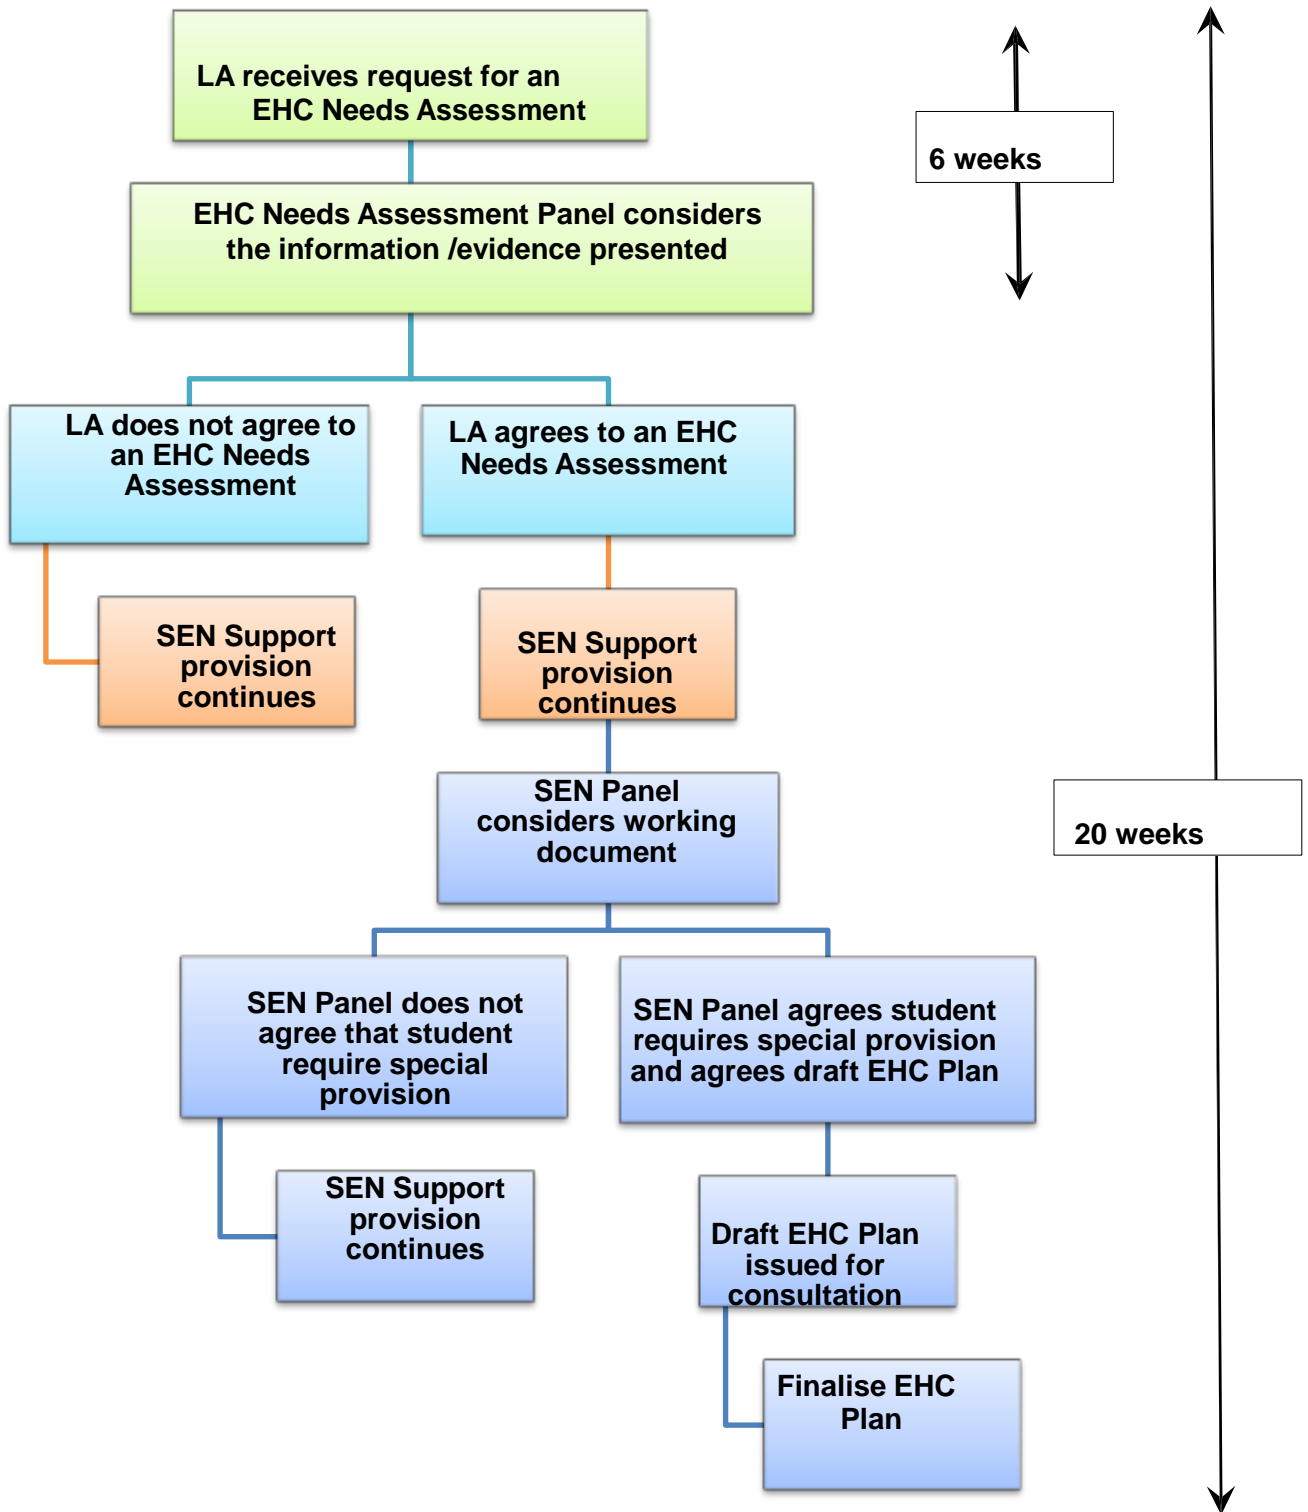 LA receives request for an
EHC Needs Assessment
6 weeks
EHC Needs Assessment Panel considers
the information /evidence presented
LA does not agree to
an EHC Needs
Assessment
LA agrees to an EHC
Needs Assessment
SEN Support
provision
continues
SEN Support
provision
continues
SEN Panel
considers working
document
20 weeks
SEN Panel does not
agree that student
require special
provision
SEN Panel agrees student
requires special provision
and agrees draft EHC Plan
SEN Support
provision
continues
Draft EHC Plan
issued for
consultation
Finalise EHC
Plan